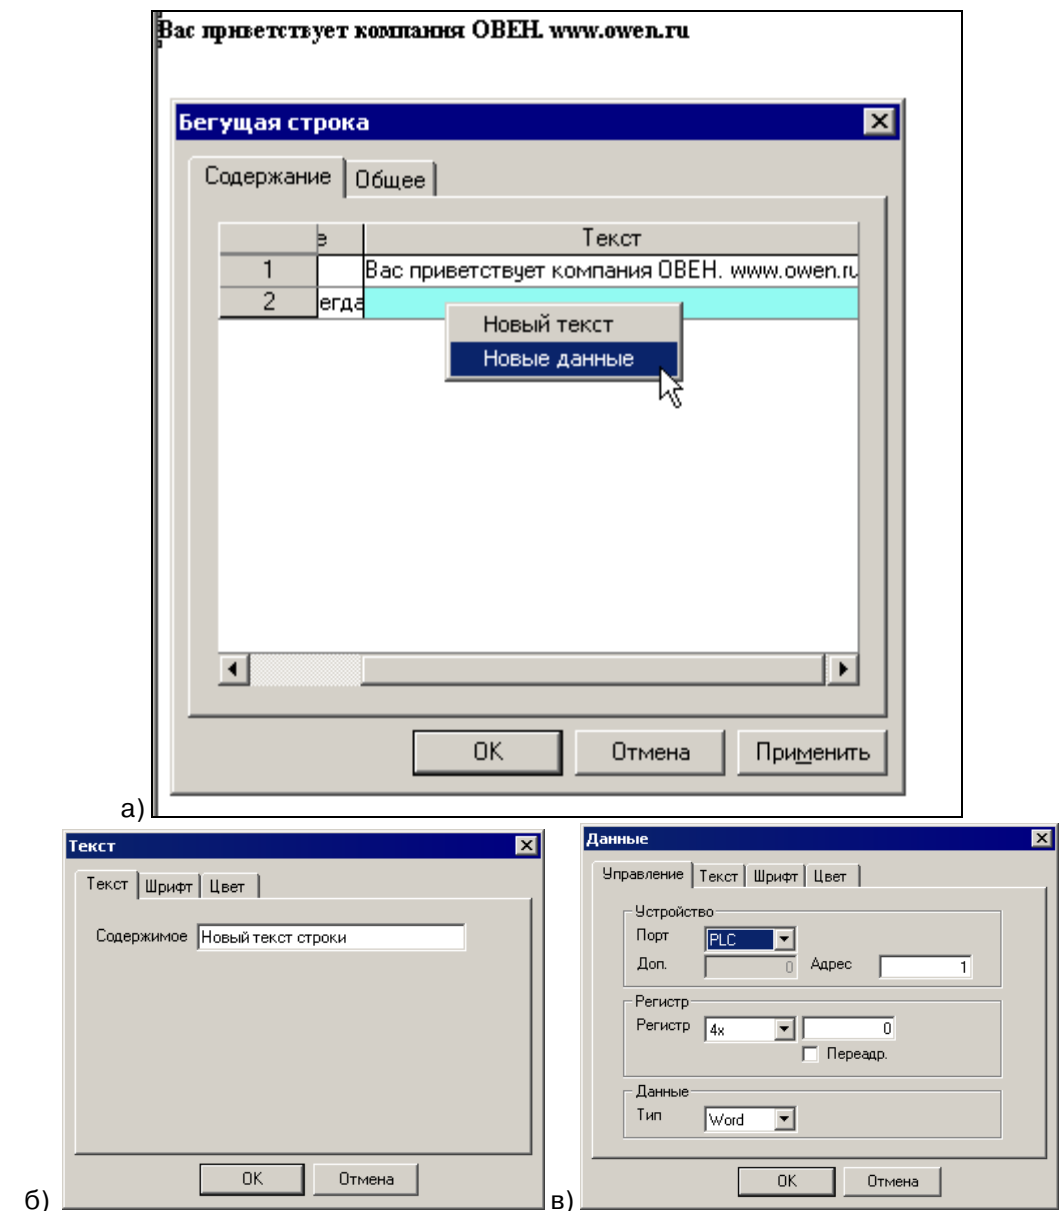 Вас приветствует компания ОВЕН. www.owen.ru
Бегущая строка
Содержание Общее
е Текст
1 Вас приветствует компания ОВЕН. www.owen.ru
2 егда
Новый текст
Новые данные
OK Отмена Применить
а)
Текст
Текст Шрифт Цвет
Содержимое Новый текст строки
OK Отмена
б)
Данные
Управление Текст Шрифт Цвет
Устройство
Порт PLC
Доп. 0 Адрес 1
Регистр
Регистр 4x 0
Переадр.
Данные
Тип Word
OK Отмена
в)